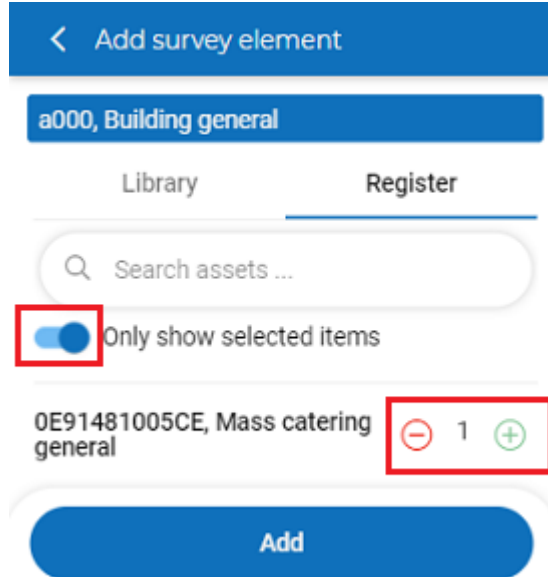 Add survey element
a000, Building general
Library Register
Search assets ...
Only show selected items
0E91481005CE, Mass catering
general
1
Add